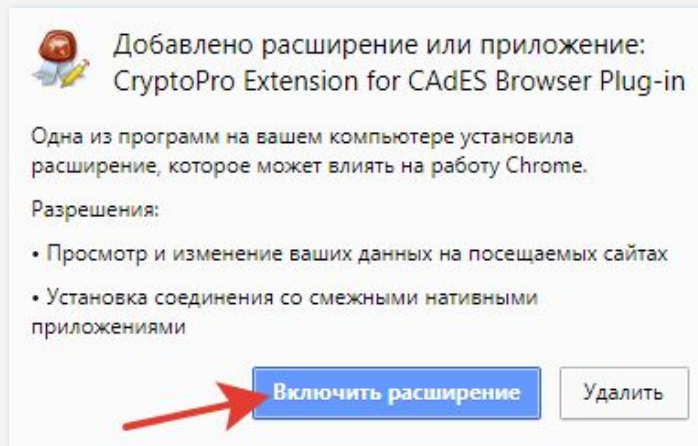 Добавлено расширение или приложение:
CryptoPro Extension for CAdES Browser Plug-in
Одна из программ на вашем компьютере установила
расширение, которое может влиять на работу Chrome.
Разрешения:
• Просмотр и изменение ваших данных на посещаемых сайтах
• Установка соединения со смежными нативными
приложениями
Включить расширение
Удалить